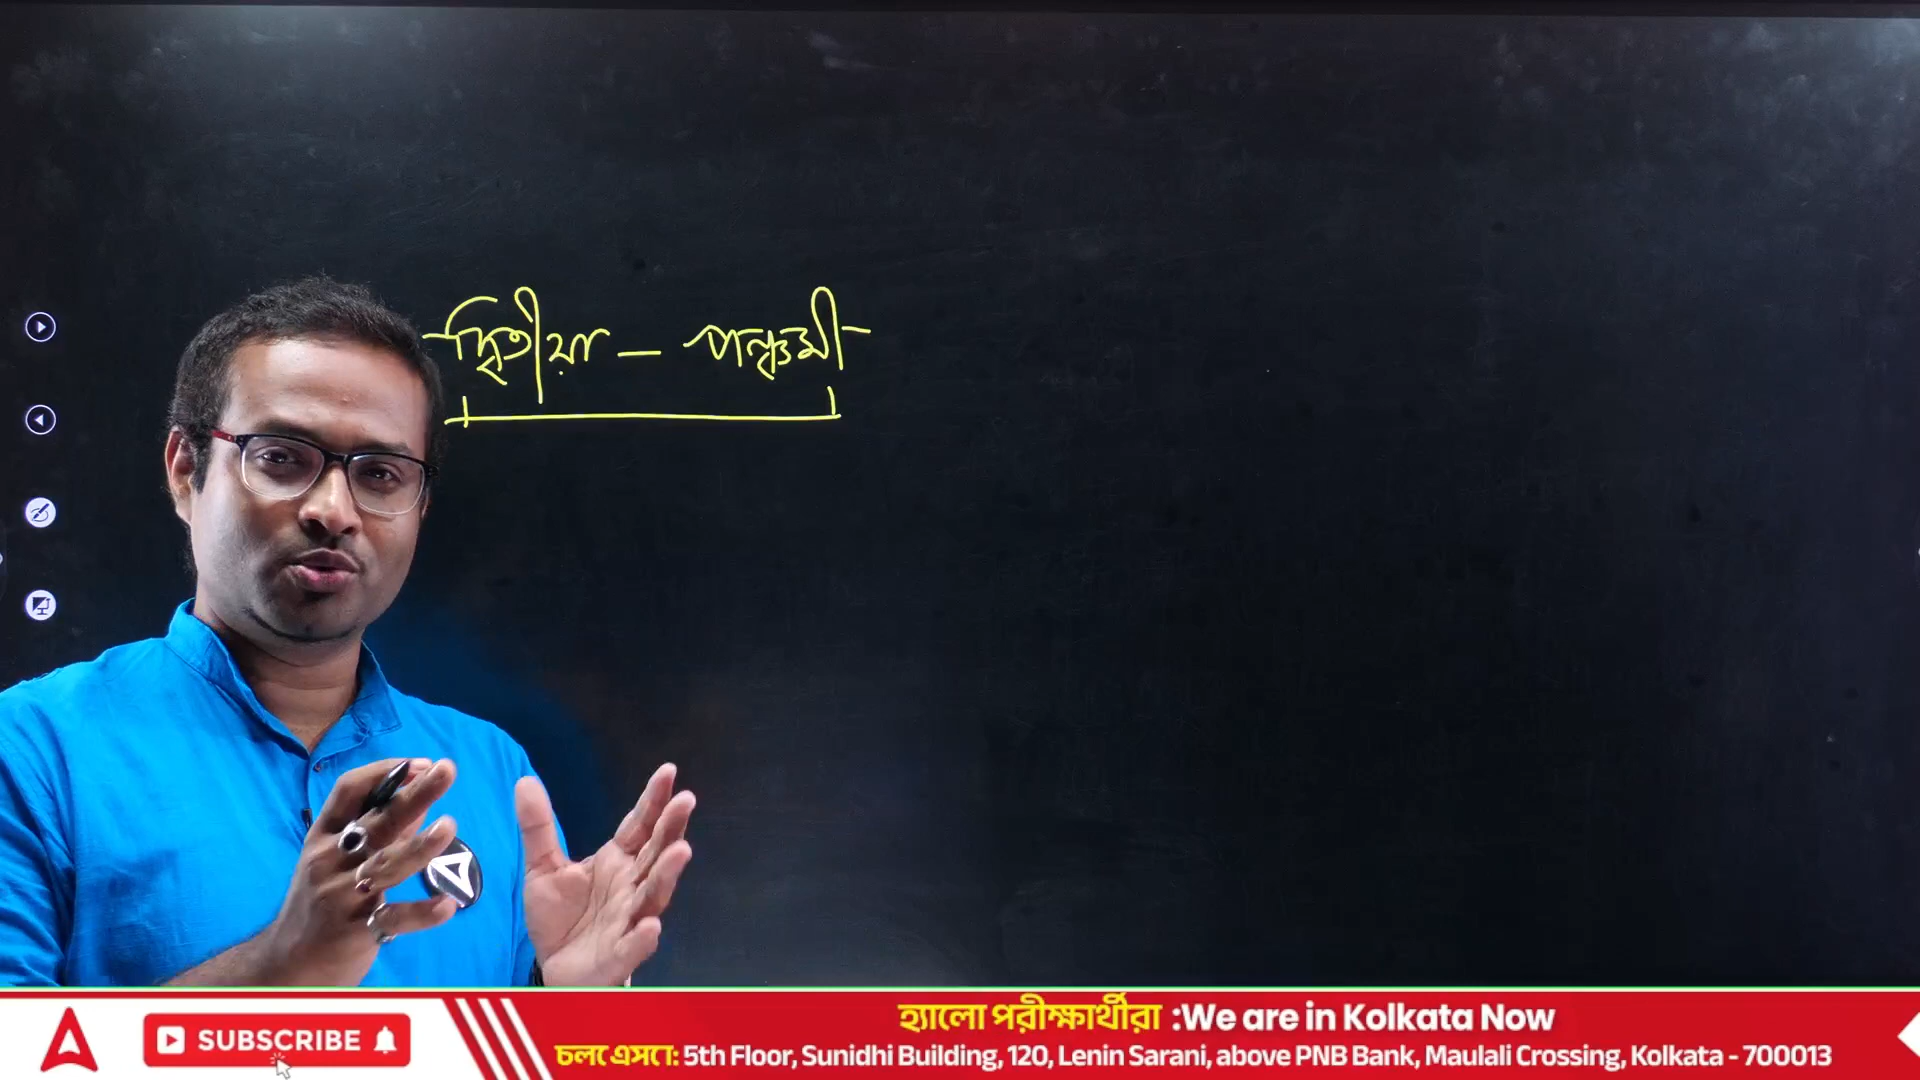 দ্বিতীয়া – পঞ্চমী
SUBSCRIBE
হ্যালো পরীক্ষার্থীরা :We are in Kolkata Now
চলে এসো: 5th Floor, Sunidhi Building, 120, Lenin Sarani, above PNB Bank, Maulali Crossing, Kolkata - 700013